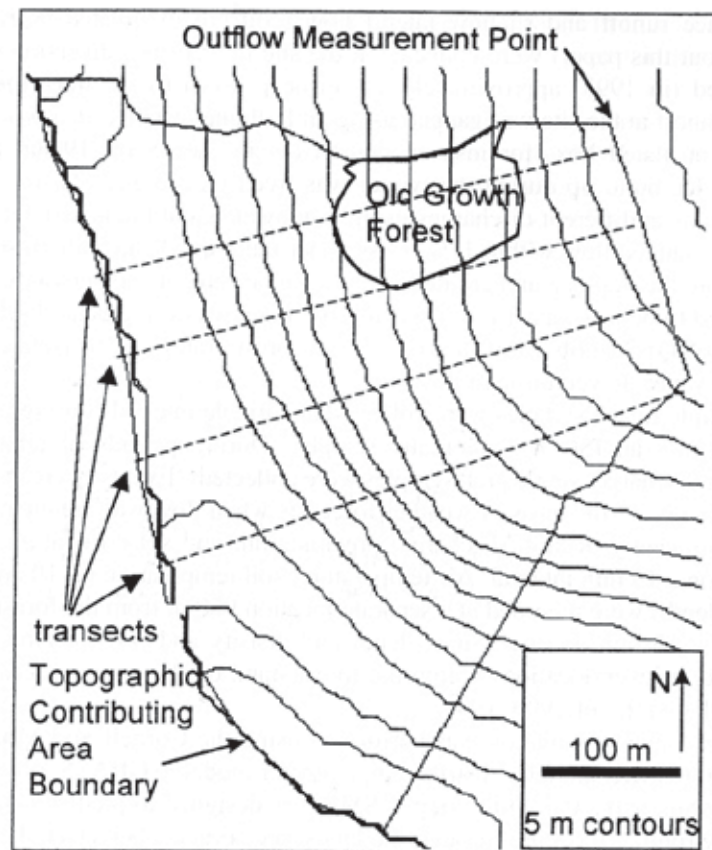 Outflow Measurement Point
Old Growth
Forest
transects
Topographic
Contributing
Area
Boundary
N
100 m
5 m contours